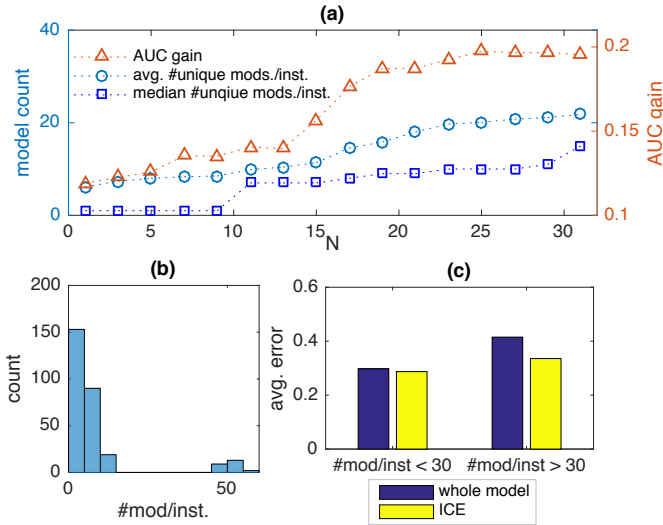 (a)
40
20
0
model count
AUC gain
avg. #unique mods./inst.
median #unqiue mods./inst.
0.2
0.15
0.1
AUC gain
0 5 10 15 20 25 30
N
(b)
200
150
100
50
0
count
0 50
#mod/inst.
(c)
0.6
0.4
0.2
0
avg. error
#mod/inst < 30 #mod/inst > 30
whole model
ICE